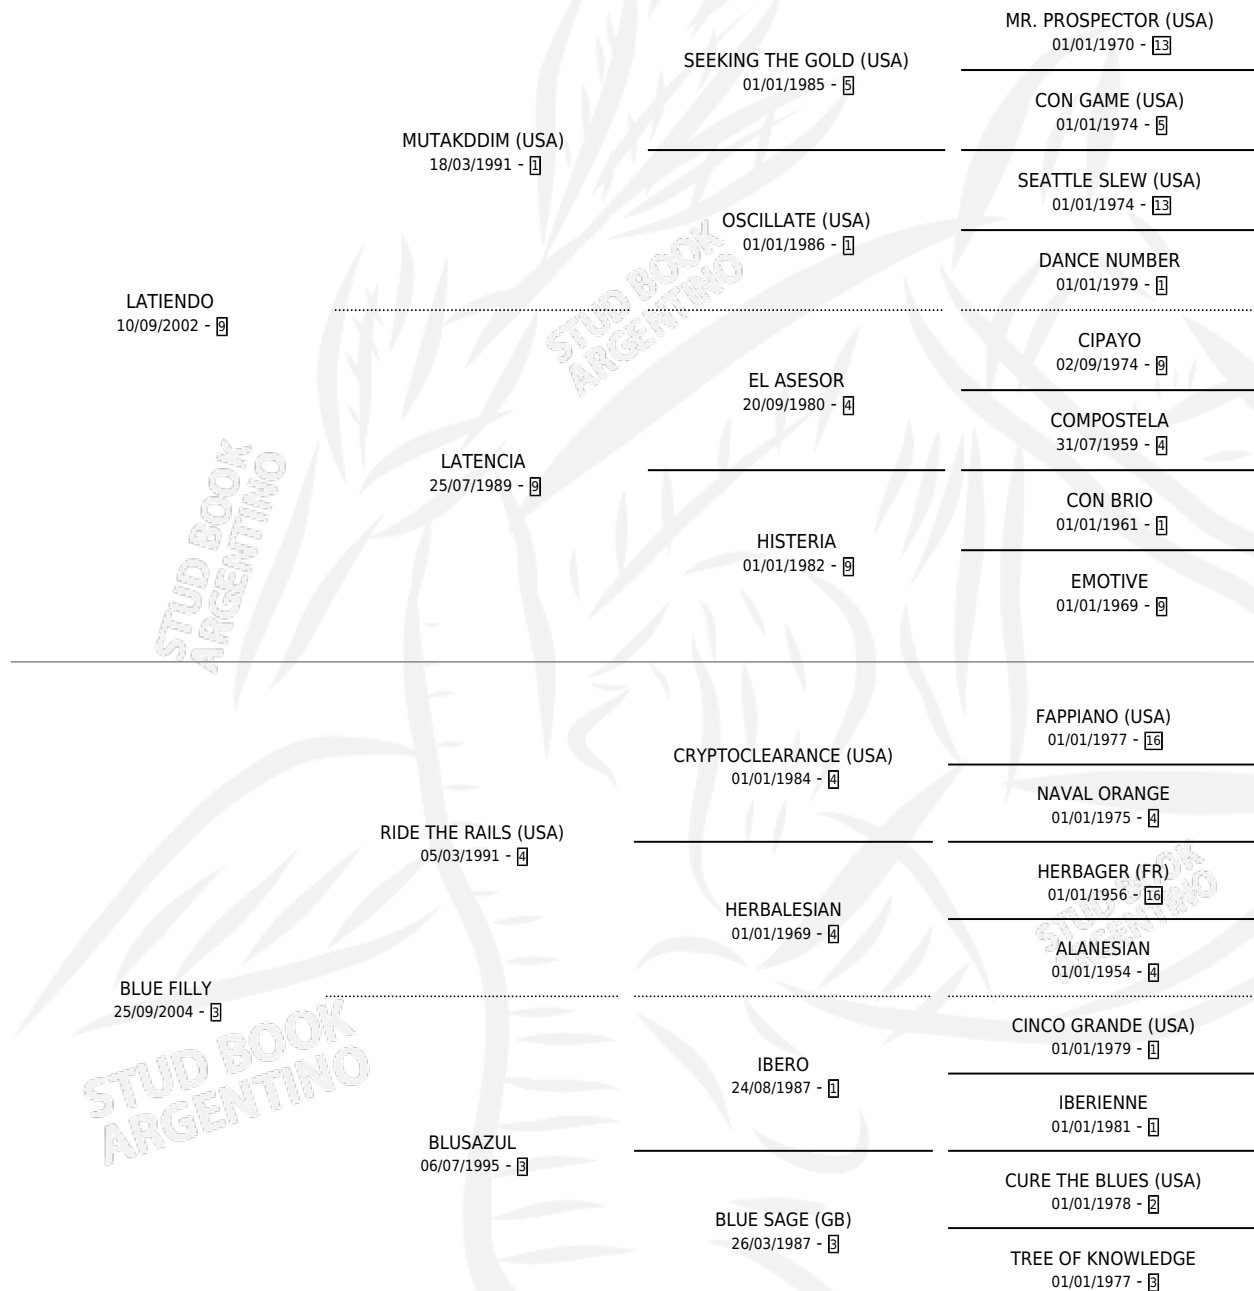 MR. PROSPECTOR (USA)
01/01/1970 - 13
SEEKING THE GOLD (USA)
01/01/1985 - 5
CON GAME (USA)
01/01/1974 - 5
MUTAKDDIM (USA)
18/03/1991 - 1
SEATTLE SLEW (USA)
01/01/1974 - 13
OSCILLATE (USA)
01/01/1986 - 1
DANCE NUMBER
01/01/1979 - 1
LATIENDO
10/09/2002 - 9
STUD BOOK
ARGENTINO
CIPAYO
02/09/1974 - 9
EL ASESOR
20/09/1980 - 4
COMPOSTELA
31/07/1959 - 4
LATENCIA
25/07/1989 - 9
CON BRIO
01/01/1961 - 1
HISTERIA
01/01/1982 - 9
EMOTIVE
01/01/1969 - 9
STUD BOOK
ARGENTINO
FAPPIANO (USA)
01/01/1977 - 16
CRYPTOCLEARANCE (USA)
01/01/1984 - 4
NAVAL ORANGE
01/01/1975 - 4
RIDE THE RAILS (USA)
05/03/1991 - 4
HERBAGER (FR)
01/01/1956 - 16
HERBALESIAN
01/01/1969 - 4
ALANESIAN
01/01/1954 - 4
STUD BOOK
ARGENTINO
BLUE FILLY
25/09/2004 - 3
CINCO GRANDE (USA)
01/01/1979 - 1
IBERO
24/08/1987 - 1
IBERIENNE
01/01/1981 - 1
STUD BOOK
ARGENTINO
BLUSAZUL
06/07/1995 - 3
CURE THE BLUES (USA)
01/01/1978 - 2
BLUE SAGE (GB)
26/03/1987 - 3
TREE OF KNOWLEDGE
01/01/1977 - 3